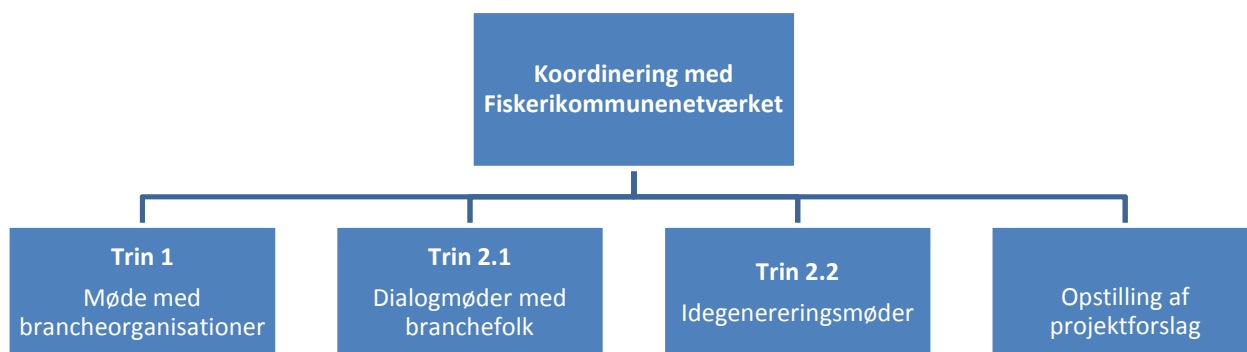 Koordinering med
Fiskerikommunenetværket
Trin 1
Møde med
brancheorganisationer
Trin 2.1
Dialogmøder med
branchefolk
Trin 2.2
Idegenereringsmøder
Opstilling af
projektforslag